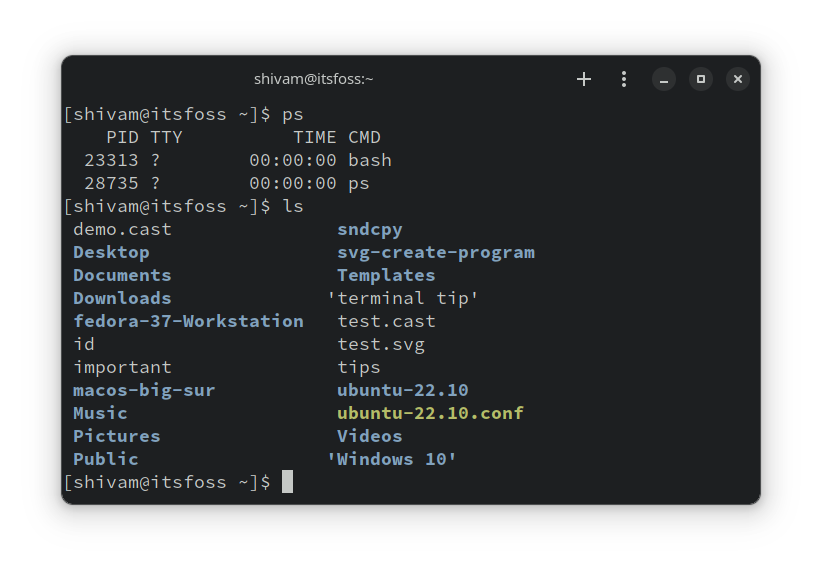 shivam@itsfoss:~
[shivam@itsfoss ~]$ ps
    PID TTY          TIME CMD
  23313 ?        00:00:00 bash
  28735 ?        00:00:00 ps
[shivam@itsfoss ~]$ ls
 demo.cast               sndcpy
 Desktop                 svg-create-program
 Documents               Templates
 Downloads              'terminal tip'
 fedora-37-Workstation   test.cast
 id                      test.svg
 important               tips
 macos-big-sur           ubuntu-22.10
 Music                   ubuntu-22.10.conf
 Pictures                Videos
 Public                 'Windows 10'
[shivam@itsfoss ~]$